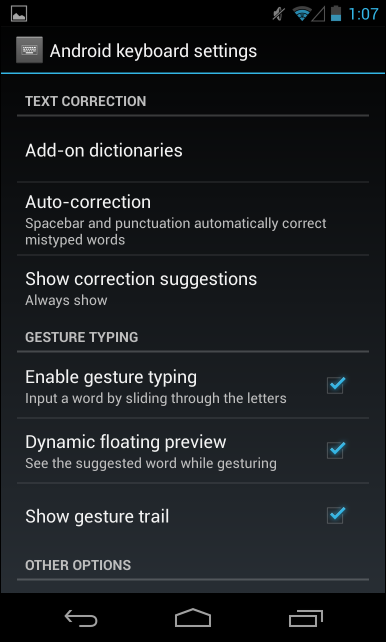 1:07
Android keyboard settings
TEXT CORRECTION
Add-on dictionaries
Auto-correction
Spacebar and punctuation automatically correct
mistyped words
Show correction suggestions
Always show
GESTURE TYPING
Enable gesture typing
Input a word by sliding through the letters
Dynamic floating preview
See the suggested word while gesturing
Show gesture trail
OTHER OPTIONS